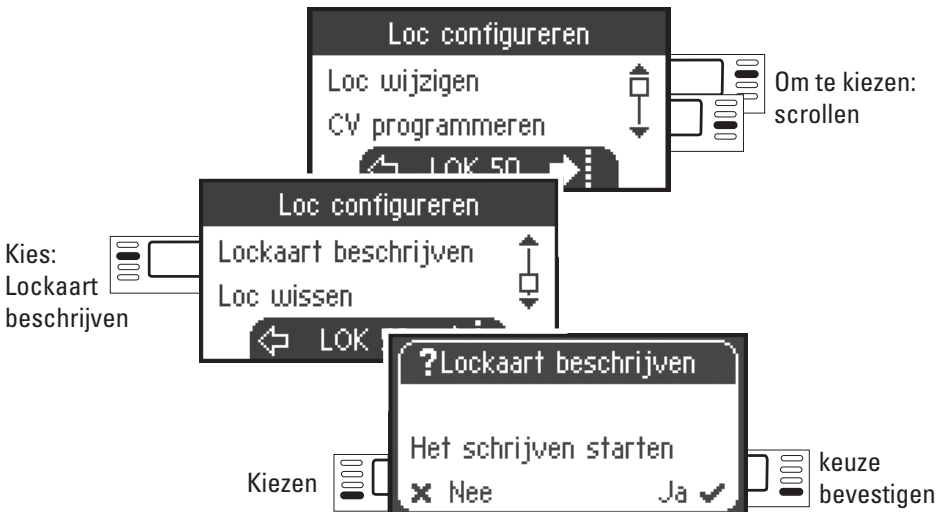 Loc configureren
Loc wijzigen
CV programmeren
LOK 50
Om te kiezen:
scrollen
Loc configureren
Lockaart beschrijven
Loc wissen
LOK
Kies:
Lockaart
beschrijven
?Lockaart beschrijven
Het schrijven starten
Nee
Ja
Kiezen
keuze
bevestigen